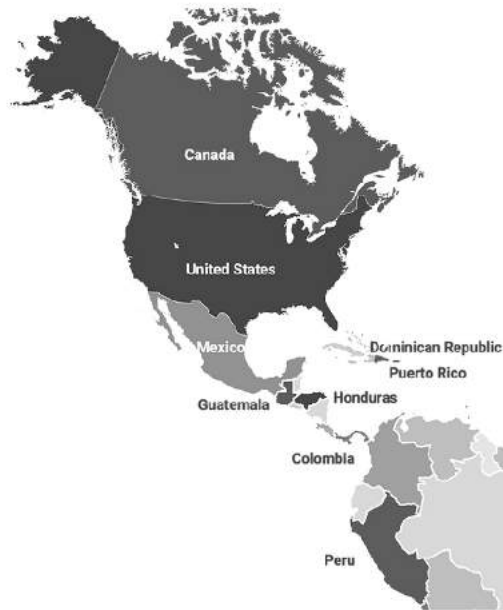 Canada
United States
Mexico
Dominican Republic
Puerto Rico
Guatemala
Honduras
Colombia
Peru